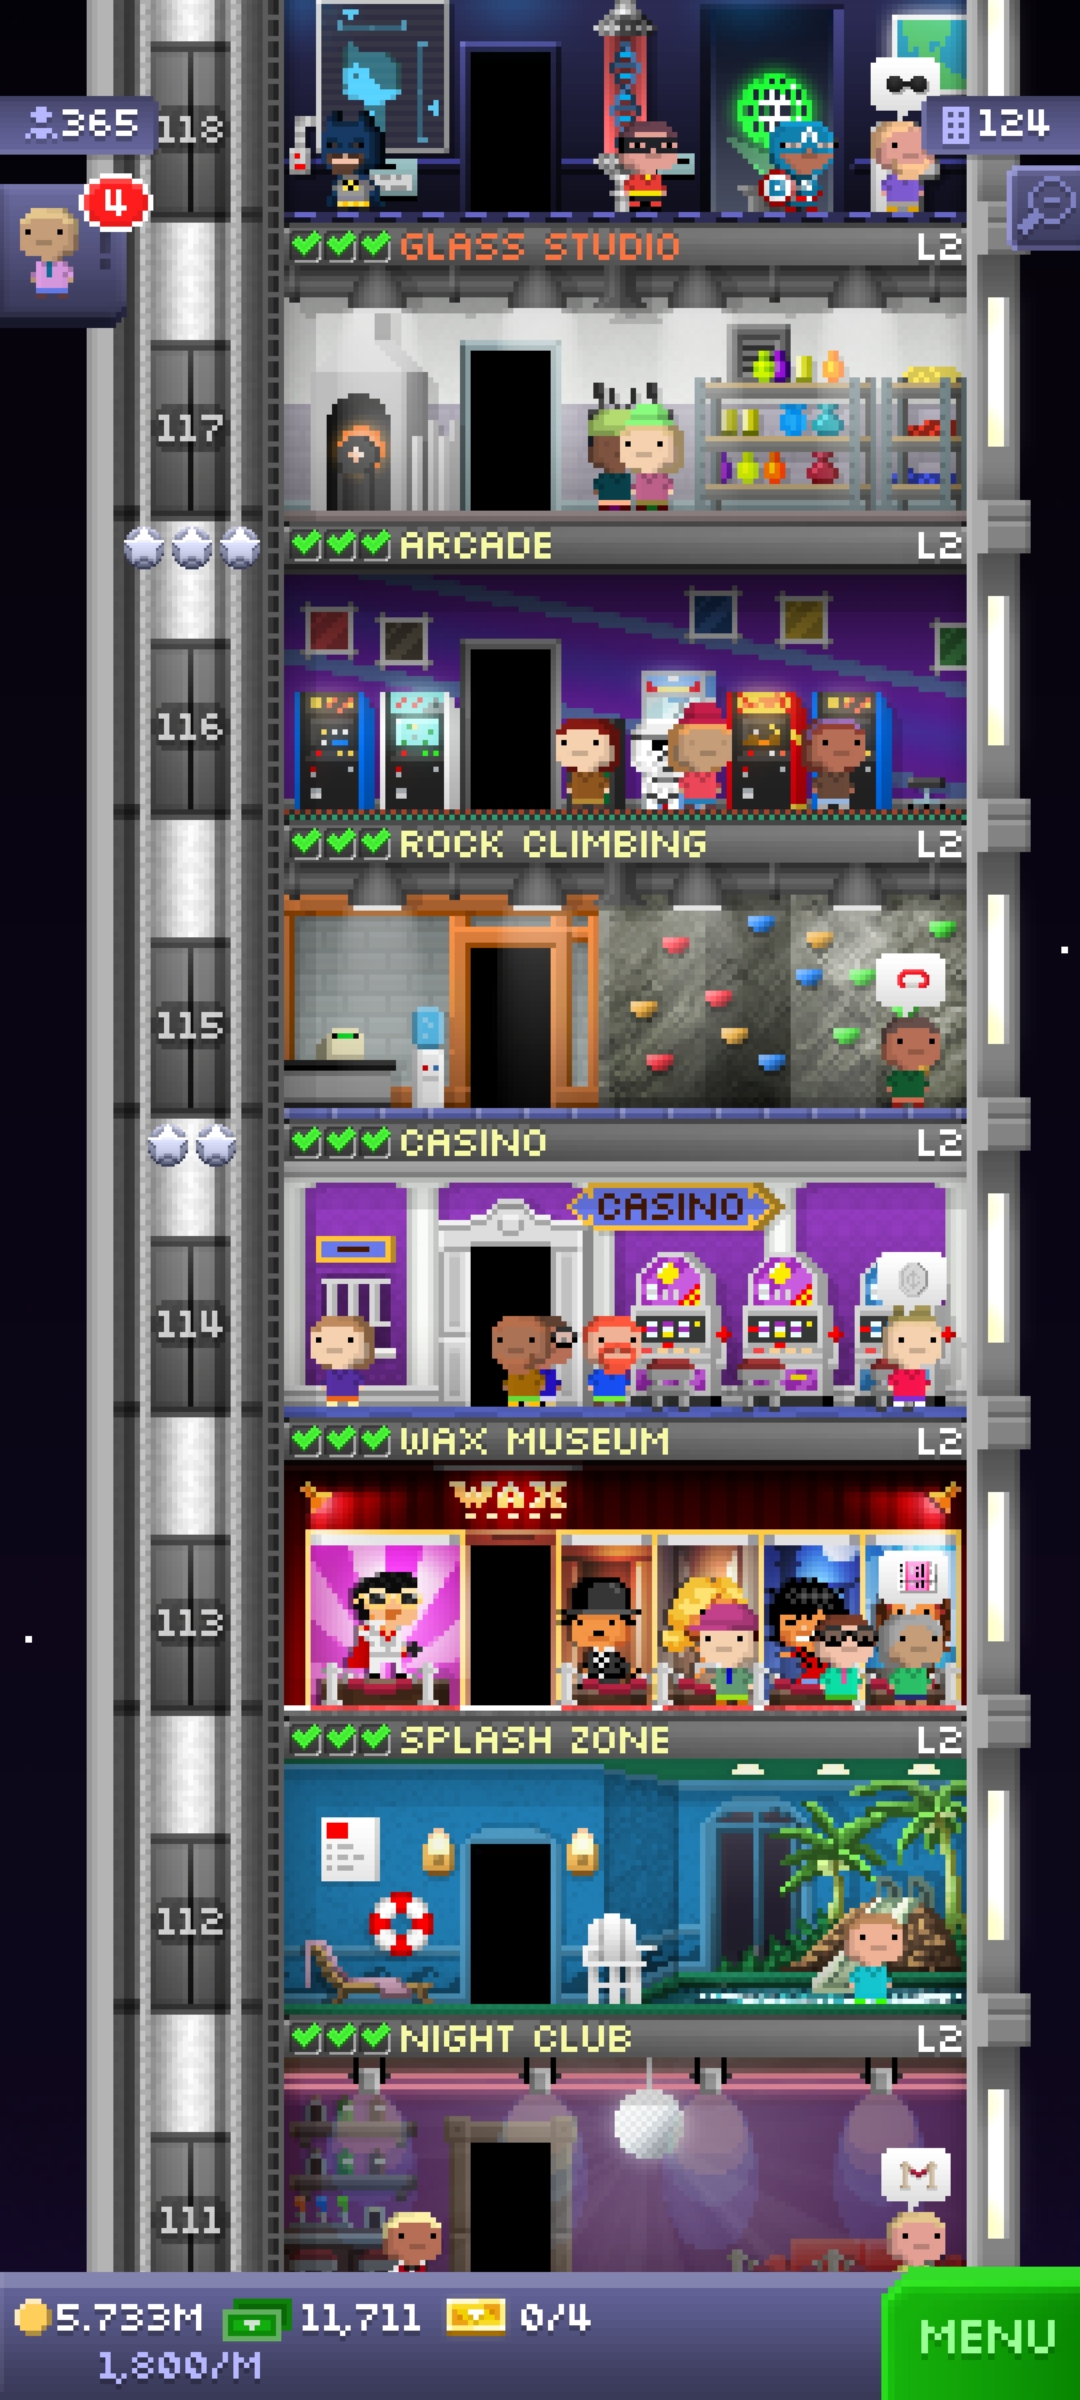 118
365
124
4
GLASS STUDIO L2
117
ARCADE L2
116
ROCK CLIMBING L2
115
CASINO L2
CASINO
114
WAX MUSEUM L2
WAX
113
SPLASH ZONE L2
112
NIGHT CLUB L2
111
5.733M 11,711 0/4
1,800/M
MENU